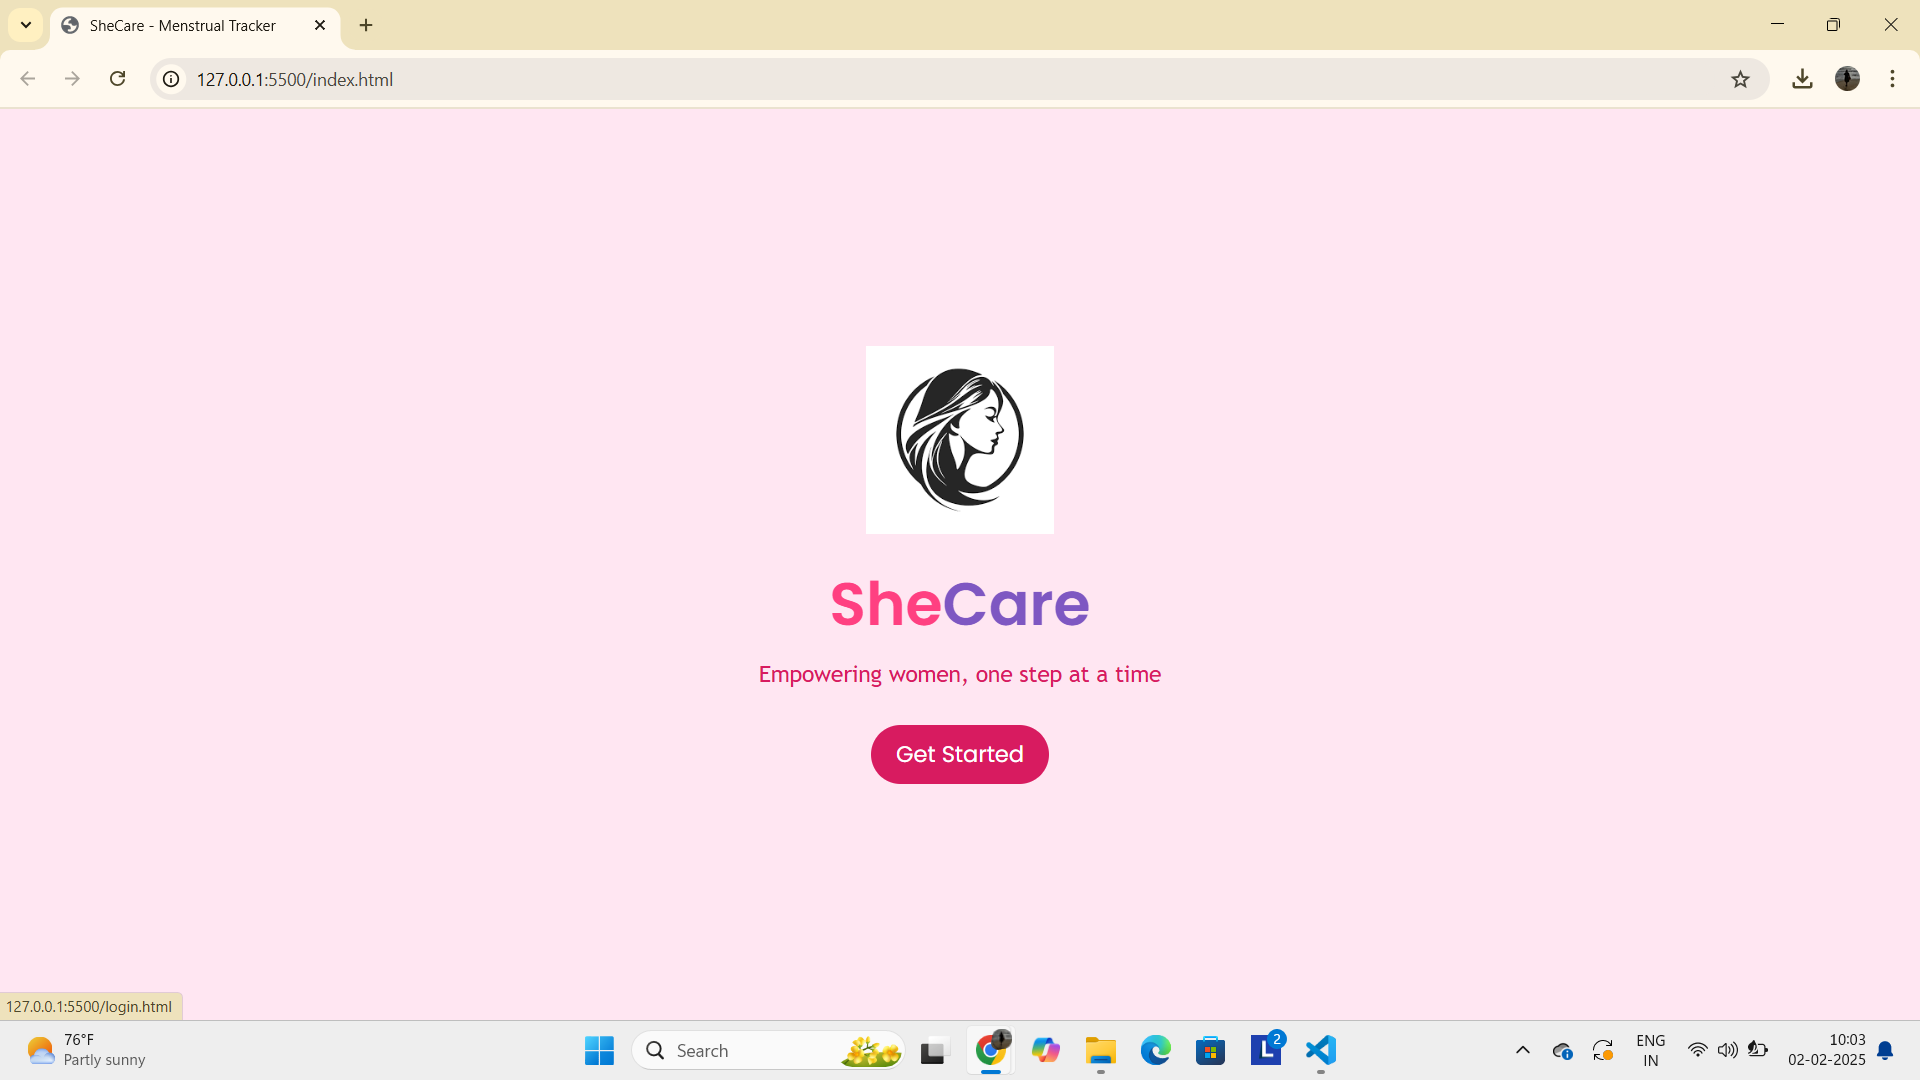 SheCare - Menstrual Tracker
127.0.0.1:5500/index.html
SheCare
Empowering women, one step at a time
Get Started
127.0.0.1:5500/login.html
76°F
Partly sunny
Search
L
2
ENG
IN
10:03
02-02-2025